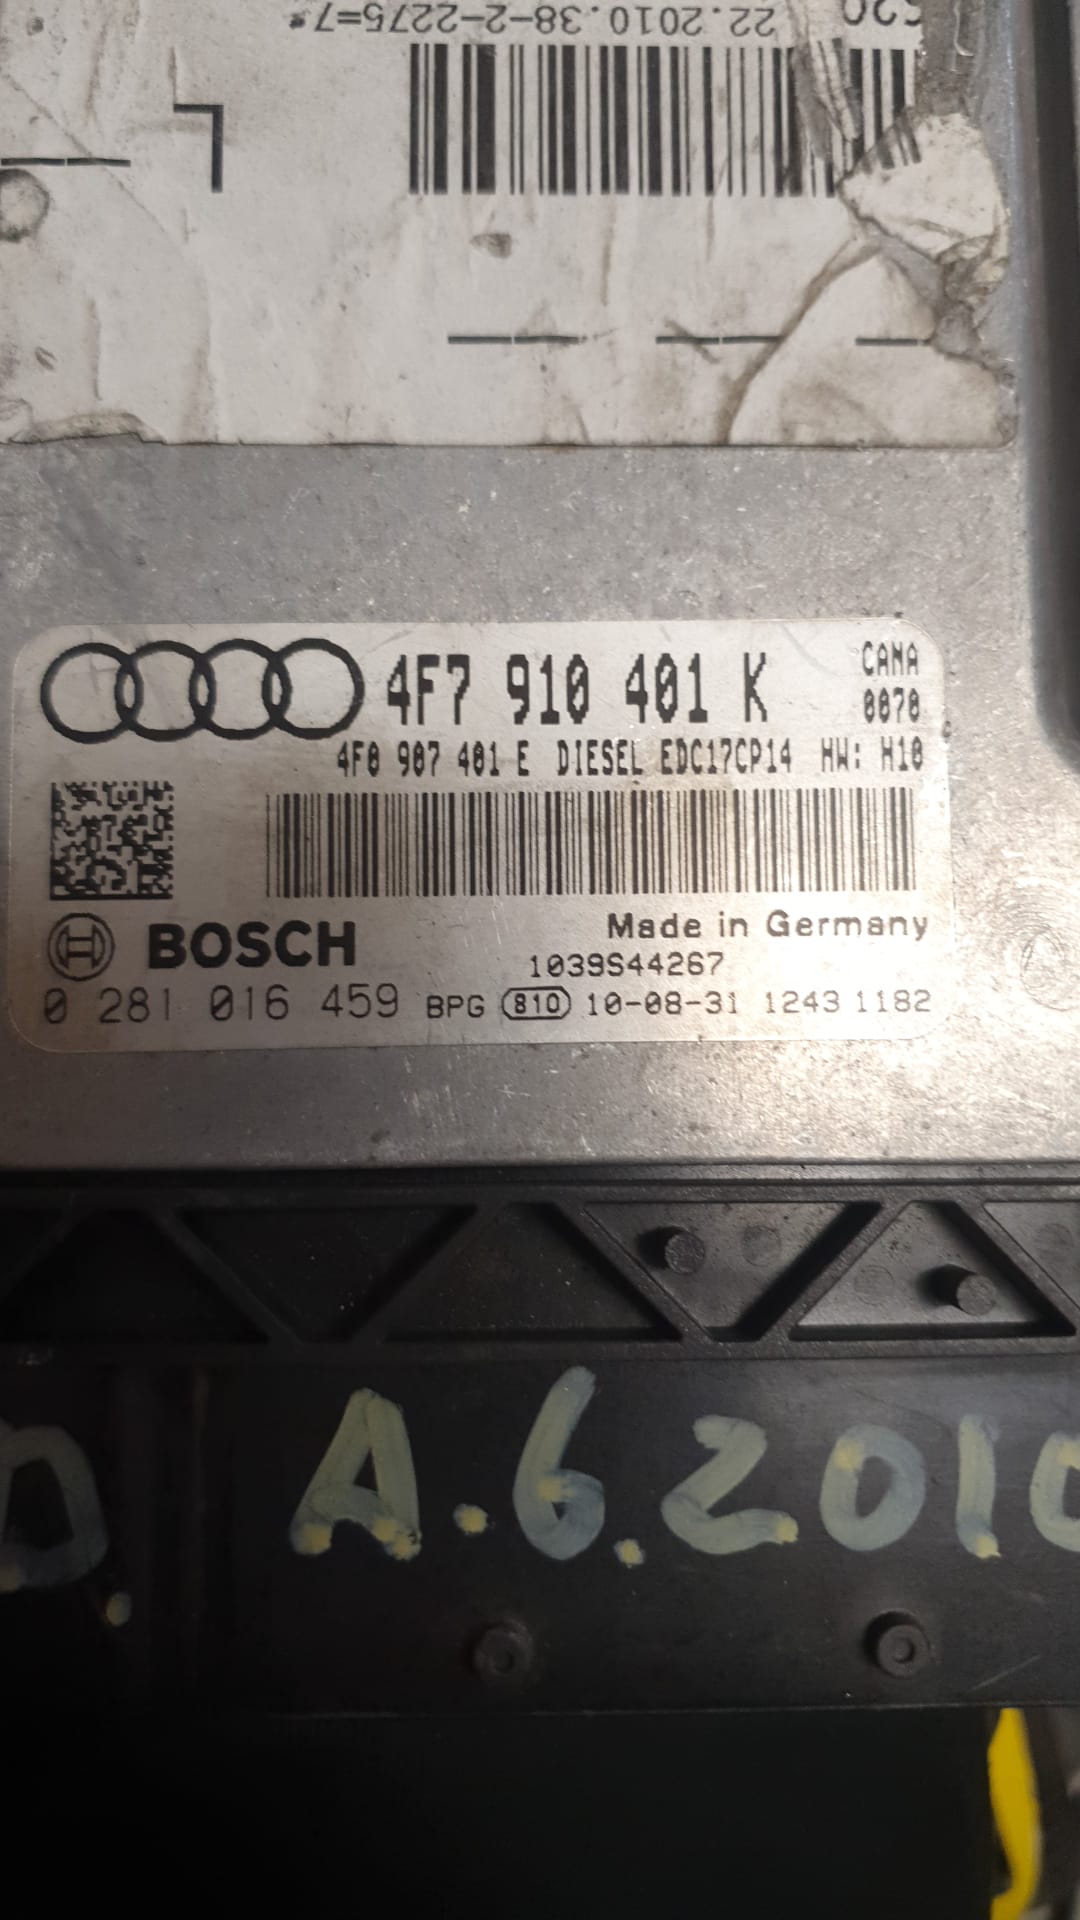 22.2010.38-2-2275=7*
4F7 910 401 K
CANA
0070
4F0 907 401 E DIESEL EDC17CP14 HW: H10
BOSCH
Made in Germany
1039S44267
0 281 016 459 BPG 810 10-08-31 1243 1182
A.6.2010